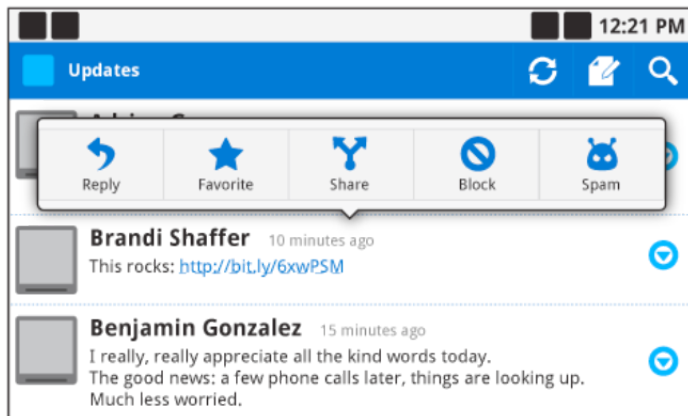 12:21 PM
Updates
Reply Favorite Share Block Spam
Brandi Shaffer 10 minutes ago
This rocks: http://bit.ly/6xwPSM
Benjamin Gonzalez 15 minutes ago
I really, really appreciate all the kind words today.
The good news: a few phone calls later, things are looking up.
Much less worried.